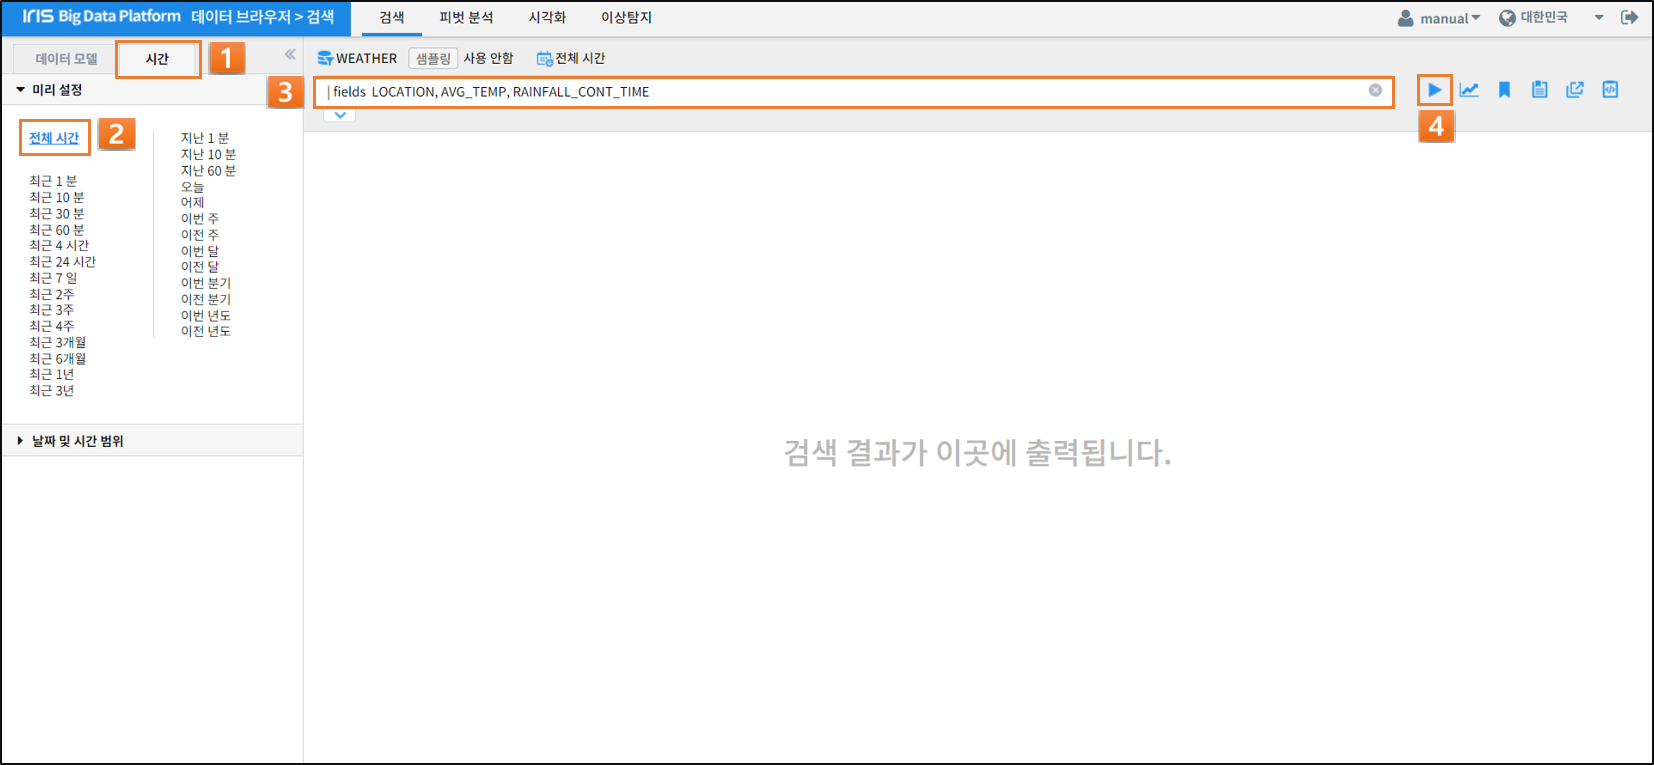 IRIS Big Data Platform 데이터 브라우저 > 검색
검색 피벗 분석 시각화 이상탐지
manual 대한민국
데이터 모델 시간 1
WEATHER 샘플링 사용 안함 전체 시간
미리 설정
3
| fields LOCATION, AVG_TEMP, RAINFALL_CONT_TIME
4
전체 시간 2
최근 1 분
최근 10 분
최근 30 분
최근 60 분
최근 4 시간
최근 24 시간
최근 7 일
최근 2주
최근 3주
최근 4주
최근 3개월
최근 6개월
최근 1년
최근 3년
지난 1 분
지난 10 분
지난 60 분
오늘
어제
이번 주
이전 주
이번 달
이전 달
이번 분기
이전 분기
이번 년도
이전 년도
날짜 및 시간 범위
검색 결과가 이곳에 출력됩니다.